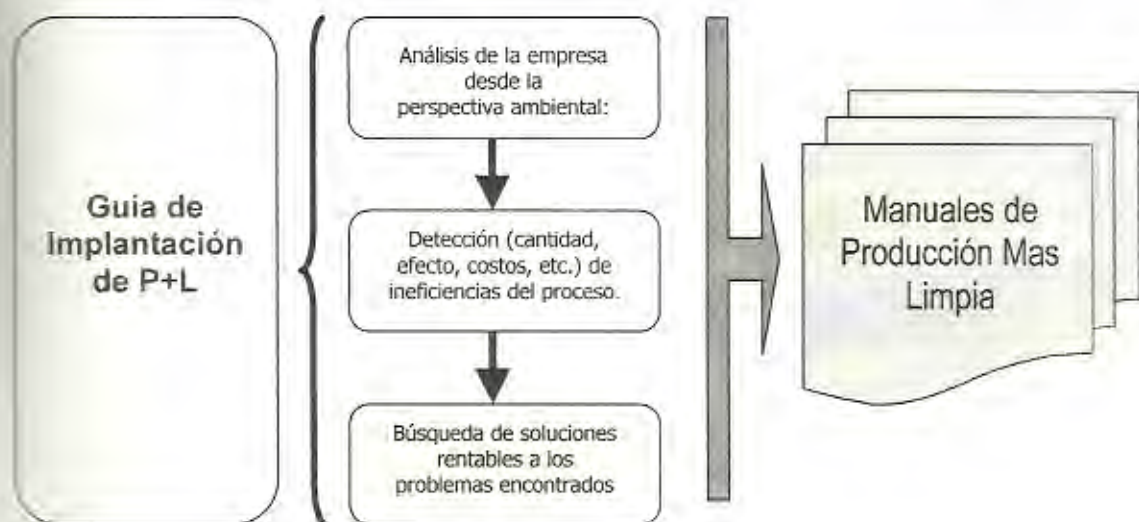 Guia de
Implantación
de P+L
Análisis de la empresa
desde la
perspectiva ambiental:
Detección (cantidad,
efecto, costos, etc.) de
ineficiencias del proceso.
Búsqueda de soluciones
rentables a los
problemas encontrados
Manuales de
Producción Mas
Limpia